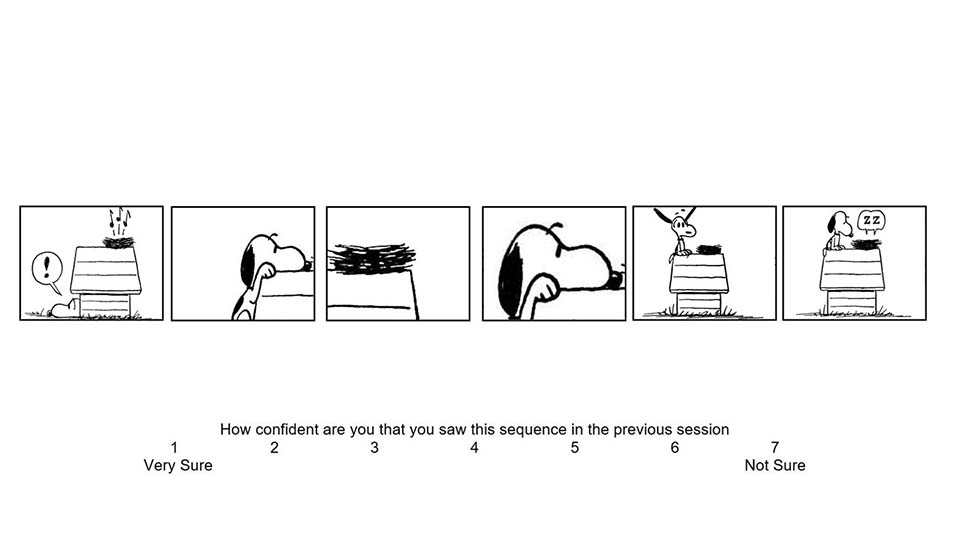 !
ZZ
How confident are you that you saw this sequence in the previous session
1 2 3 4 5 6 7
Very Sure Not Sure